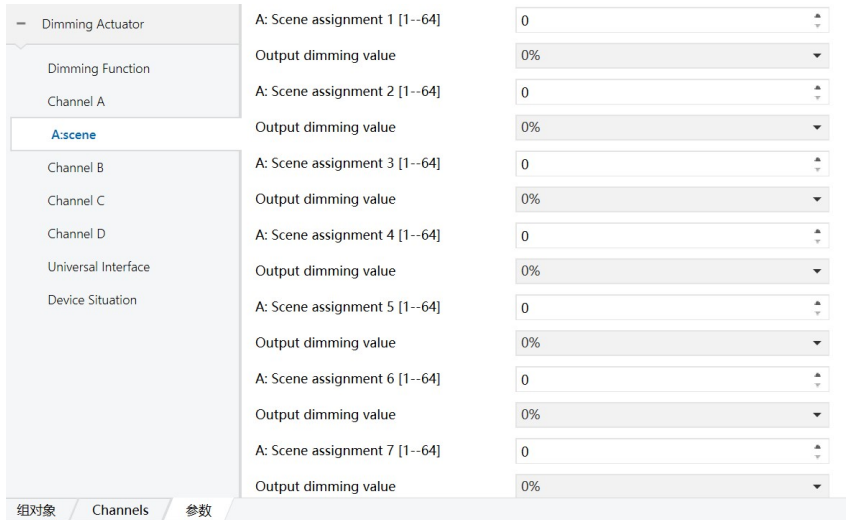 Dimming Actuator
Dimming Function
Channel A
A:scene
Channel B
Channel C
Channel D
Universal Interface
Device Situation
A: Scene assignment 1 [1--64] 0
Output dimming value 0%
A: Scene assignment 2 [1--64] 0
Output dimming value 0%
A: Scene assignment 3 [1--64] 0
Output dimming value 0%
A: Scene assignment 4 [1--64] 0
Output dimming value 0%
A: Scene assignment 5 [1--64] 0
Output dimming value 0%
A: Scene assignment 6 [1--64] 0
Output dimming value 0%
A: Scene assignment 7 [1--64] 0
Output dimming value 0%
组对象 Channels 参数